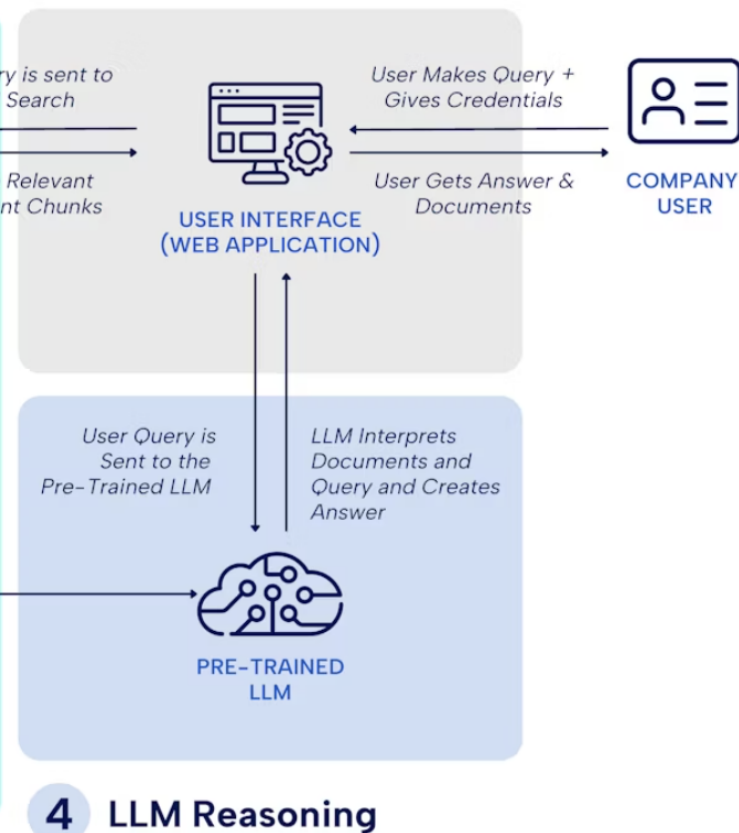 is sent to
Search
Relevant
Chunks
USER INTERFACE
(WEB APPLICATION)
User Makes Query +
Gives Credentials
User Gets Answer &
Documents
COMPANY
USER
User Query is
Sent to the
Pre-Trained LLM
LLM Interprets
Documents and
Query and Creates
Answer
PRE-TRAINED
LLM
4 LLM Reasoning